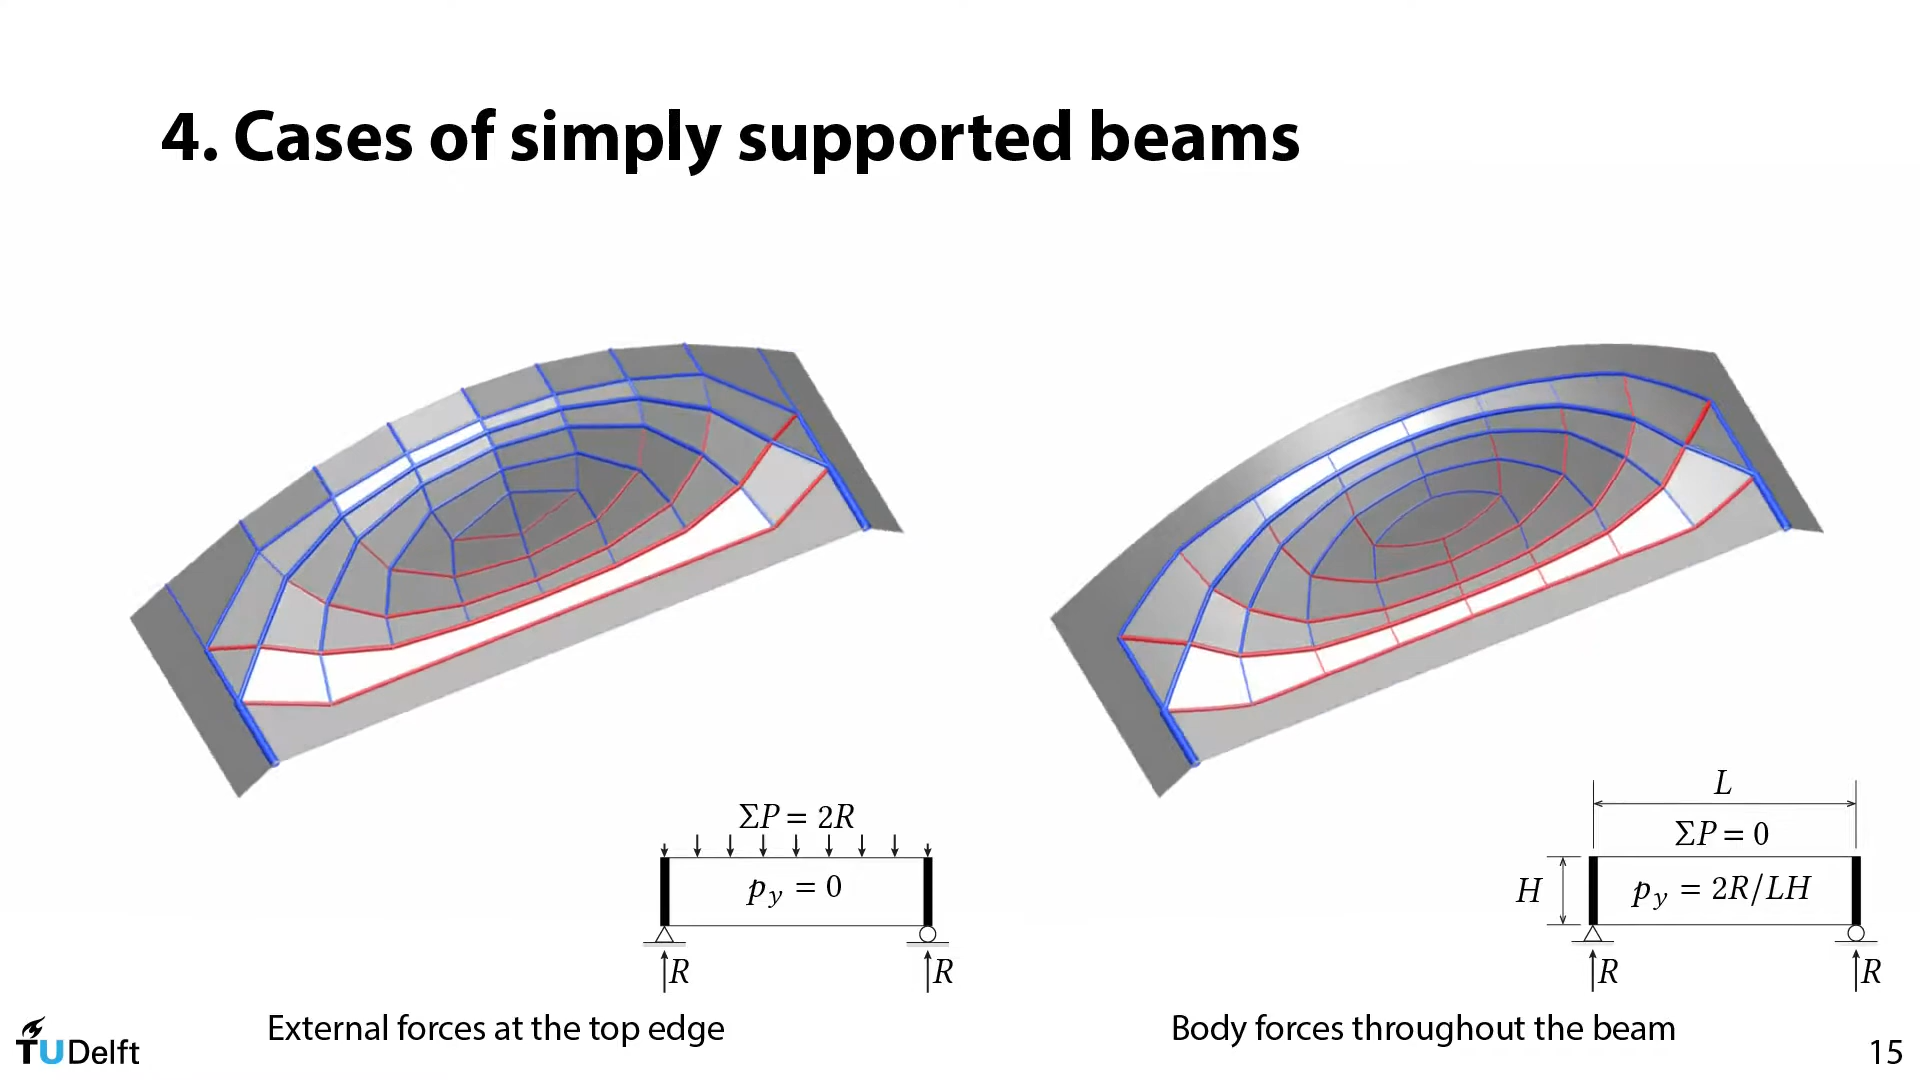 4. Cases of simply supported beams
ΣP = 2R
p_y = 0
R
R
External forces at the top edge
L
ΣP = 0
H
p_y = 2R/LH
R
R
Body forces throughout the beam
TUDelft
15